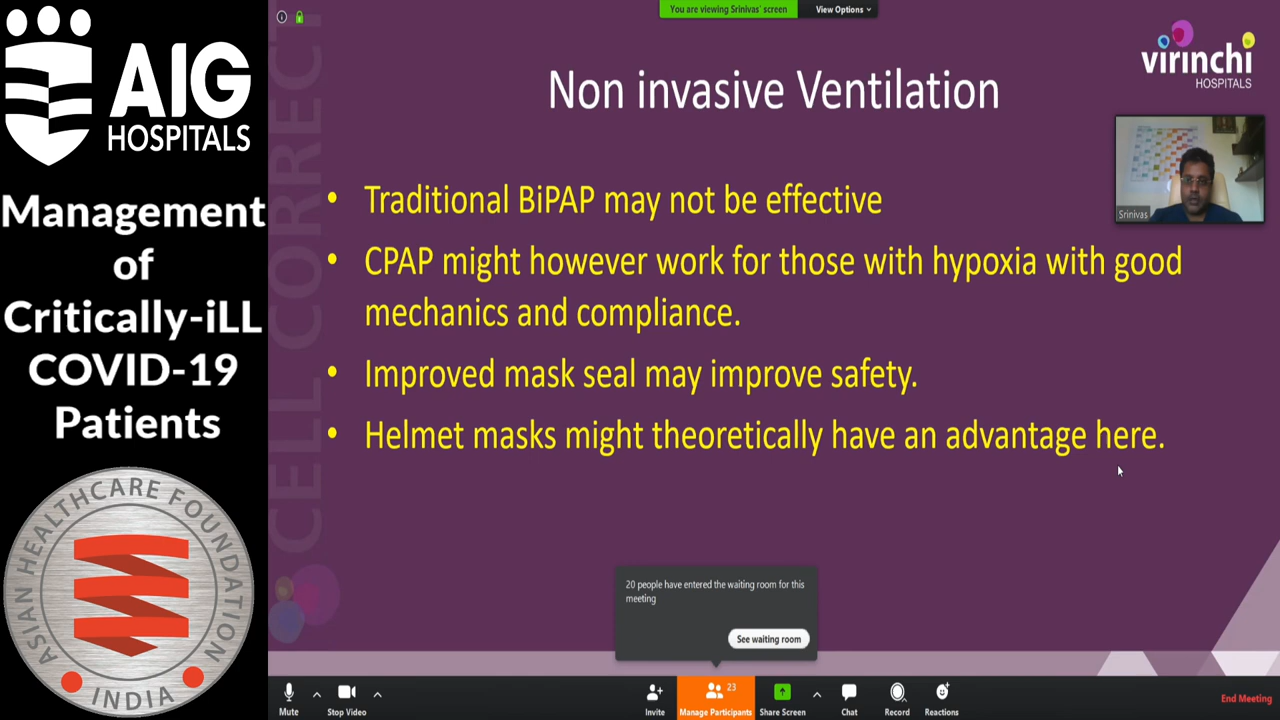 AIG
HOSPITALS
Management
of
Critically-iLL
COVID-19
Patients
ASIAN HEALTHCARE FOUNDATION
INDIA
You are viewing Srinivas' screen
View Options
virinchi
HOSPITALS
Non invasive Ventilation
Srinivas
CELL CORRECT
• Traditional BiPAP may not be effective
• CPAP might however work for those with hypoxia with good
mechanics and compliance.
• Improved mask seal may improve safety.
• Helmet masks might theoretically have an advantage here.
20 people have entered the waiting room for this
meeting
See waiting room
Mute
Stop Video
Invite
23
Manage Participants
Share Screen
Chat
Record
Reactions
End Meeting